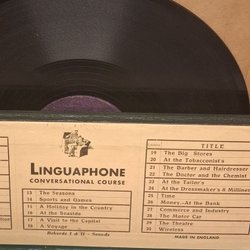 LINGUAPHONE
CONVERSATIONAL COURSE
13 The Seasons
14 Sports and Games
15 A Holiday in the Country
16 At the Seaside
17 A Visit to the Capital
18 A Voyage
Records I & II
TITLE
19 The Big Stores
20 At the Tobacconist's
21 The Barber and Hairdresser
22 The Doctor and the Chemist
23 At the Tailor's
24 At the Dressmaker's & Milliner
25 Time
26 Money.-At the Bank
27 Commerce and Industry
28 The Motor Car
29 The Theatre
30 Wireless
MADE IN ENGLAND